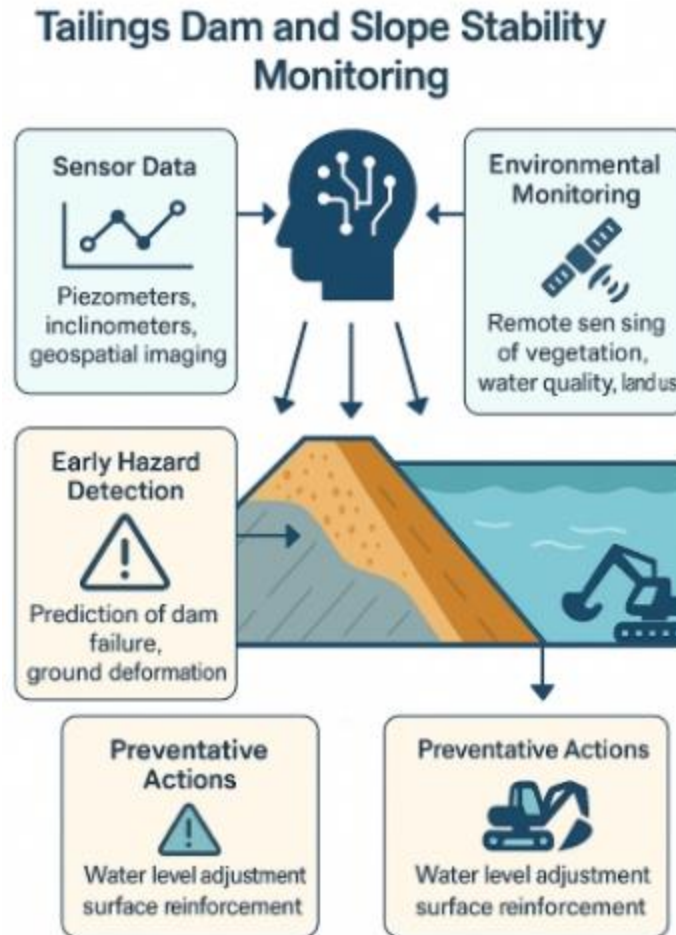 Tailings Dam and Slope Stability
Monitoring
Sensor Data
Piezometers,
inclinometers,
geospatial imaging
Environmental
Monitoring
Remote sen sing
of vegetation,
water quality, land us
Early Hazard
Detection
Prediction of dam
failure,
ground deformation
Preventative
Actions
Water level adjustment
surface reinforcement
Preventative Actions
Water level adjustment
surface reinforcement